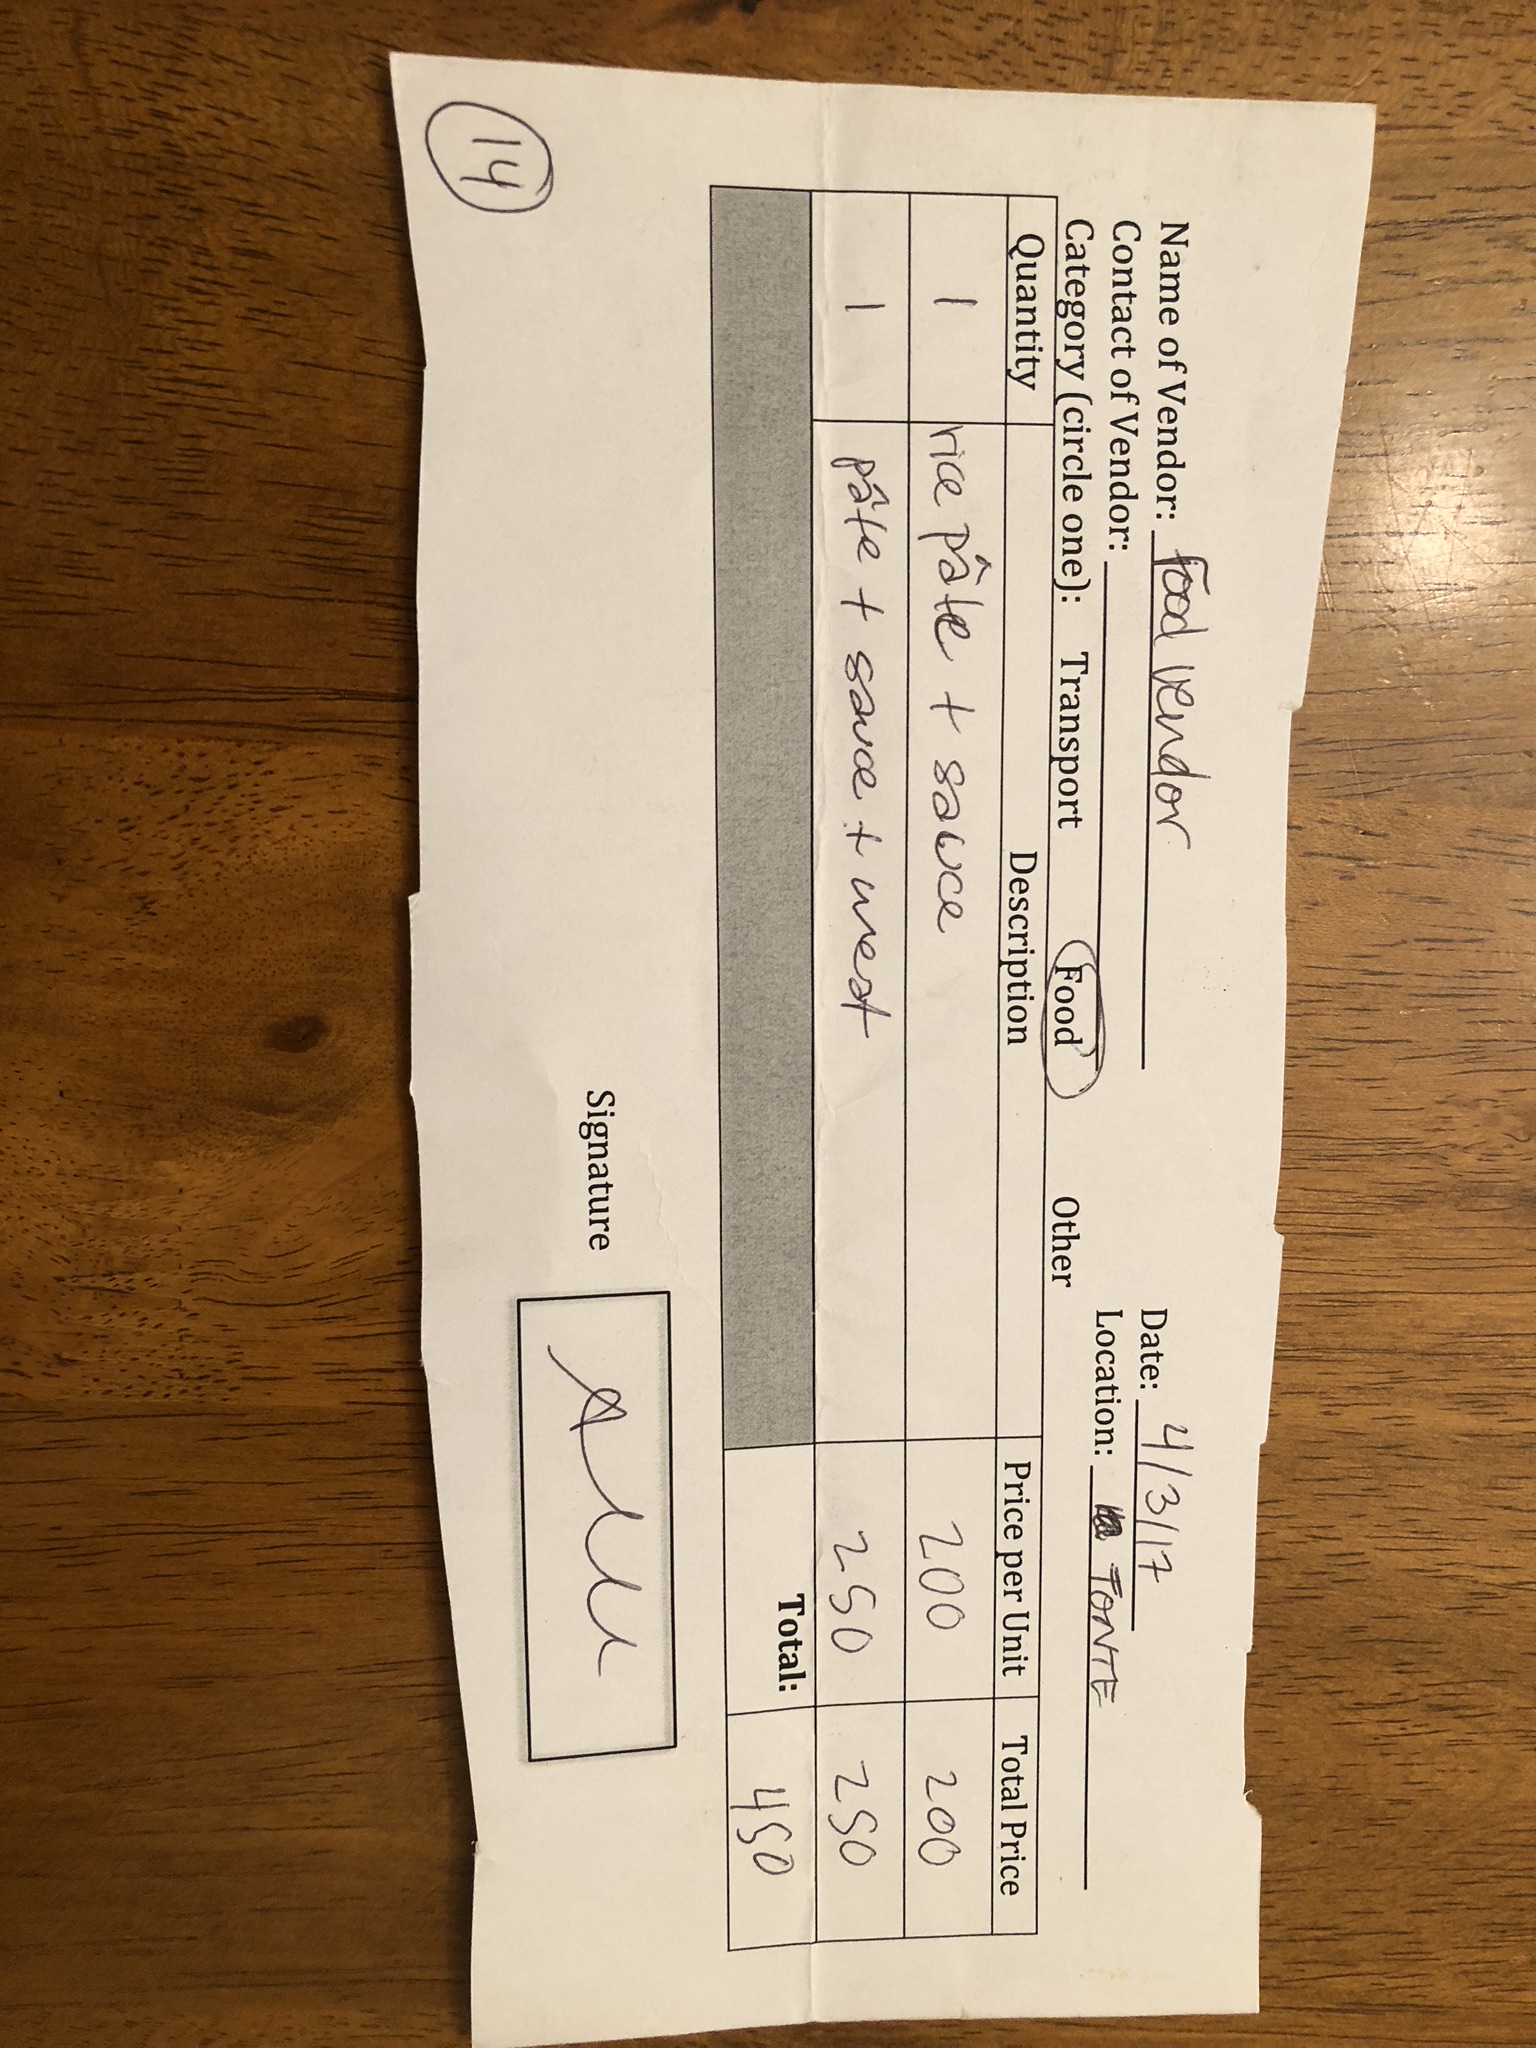 Name of Vendor: Food vendor
Date: 4/3/17
Contact of Vendor:
Location: TONTE
Category (circle one): Transport Food Other
Quantity Description Price per Unit Total Price
1 rice pâte + sauce 200 200
1 pâte + sauce + meat 250 250
Total: 450
Signature
14